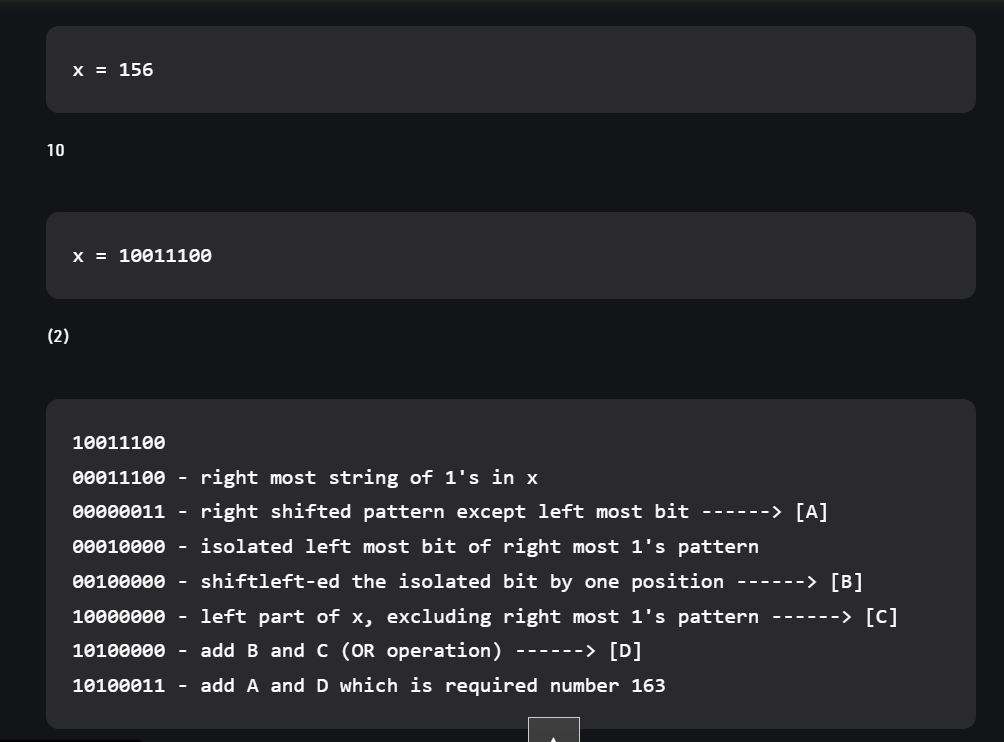 x = 156
10
x = 10011100
(2)
10011100
00011100 - right most string of 1's in x
00000011 - right shifted pattern except left most bit ------> [A]
00010000 - isolated left most bit of right most 1's pattern
00100000 - shiftleft-ed the isolated bit by one position ------> [B]
10000000 - left part of x, excluding right most 1's pattern ------> [C]
10100000 - add B and C (OR operation) ------> [D]
10100011 - add A and D which is required number 163